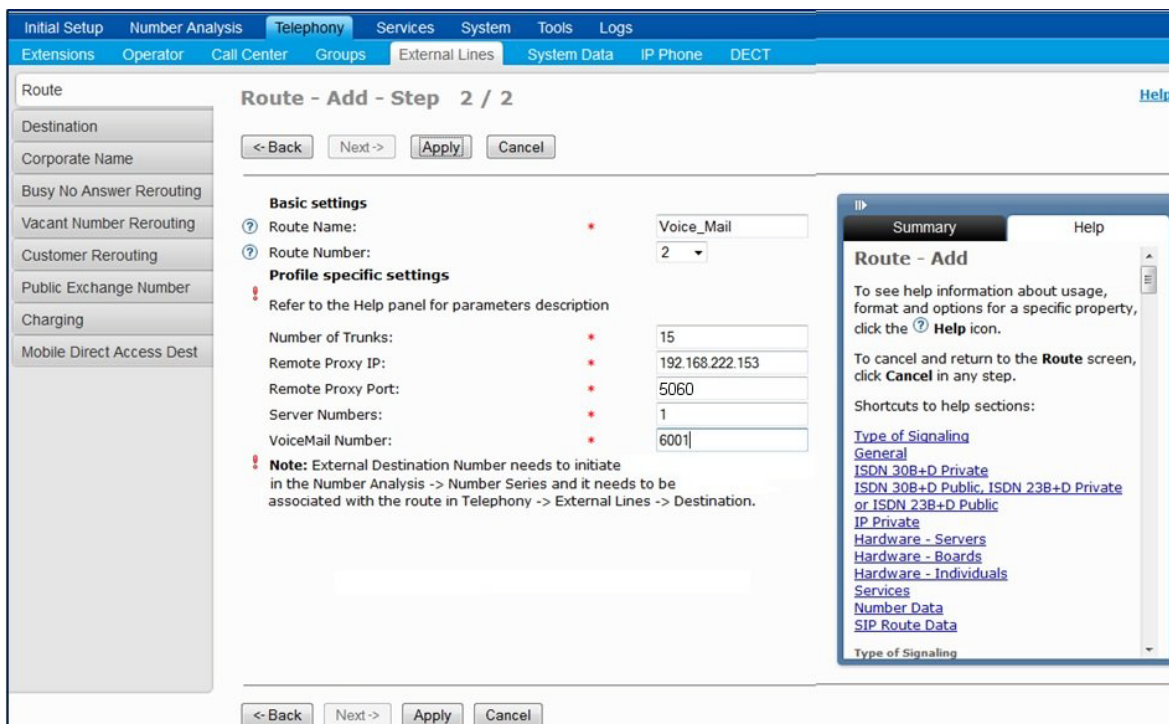 Initial Setup Number Analysis Telephony Services System Tools Logs
Extensions Operator Call Center Groups External Lines System Data IP Phone DECT
Route
Destination
Corporate Name
Busy No Answer Rerouting
Vacant Number Rerouting
Customer Rerouting
Public Exchange Number
Charging
Mobile Direct Access Dest
Route - Add - Step 2 / 2
Help
<- Back Next -> Apply Cancel
Basic settings
? Route Name: * Voice_Mail
? Route Number: 2
Profile specific settings
! Refer to the Help panel for parameters description
Number of Trunks: * 15
Remote Proxy IP: * 192.168.222.153
Remote Proxy Port: * 5060
Server Numbers: * 1
VoiceMail Number: * 6001
! Note: External Destination Number needs to initiate
in the Number Analysis -> Number Series and it needs to be
associated with the route in Telephony -> External Lines -> Destination.
Summary Help
Route - Add
To see help information about usage,
format and options for a specific property,
click the ? Help icon.
To cancel and return to the Route screen,
click Cancel in any step.
Shortcuts to help sections:
Type of Signaling
General
ISDN 30B+D Private
ISDN 30B+D Public, ISDN 23B+D Private
or ISDN 23B+D Public
IP Private
Hardware - Servers
Hardware - Boards
Hardware - Individuals
Services
Number Data
SIP Route Data
Type of Signaling
<- Back Next -> Apply Cancel